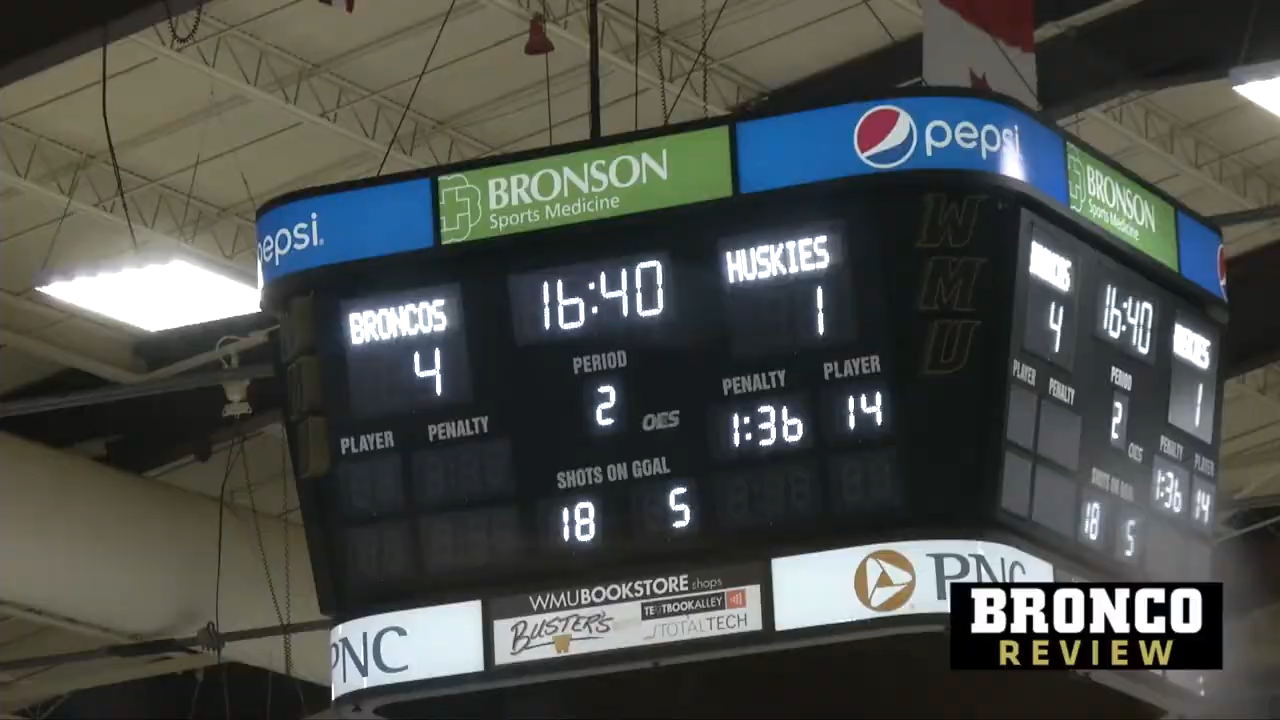 pepsi.
BRONSON
Sports Medicine
pepsi
BRONSON
Sports Medicine
WMU
BRONCOS
4
16:40
HUSKIES
1
PERIOD
2
OES
PLAYER
PENALTY
PENALTY
PLAYER
1:36
14
SHOTS ON GOAL
18
5
4
16:40
1
PLAYER
PENALTY
PERIOD
2
OES
PENALTY
PLAYER
1:36
14
SHOTS ON GOAL
18
5
PNC
WMUBOOKSTORE shops
BUSTER'S
TEXTBOOKALLEY
TOTALTECH
PNC
BRONCO
REVIEW